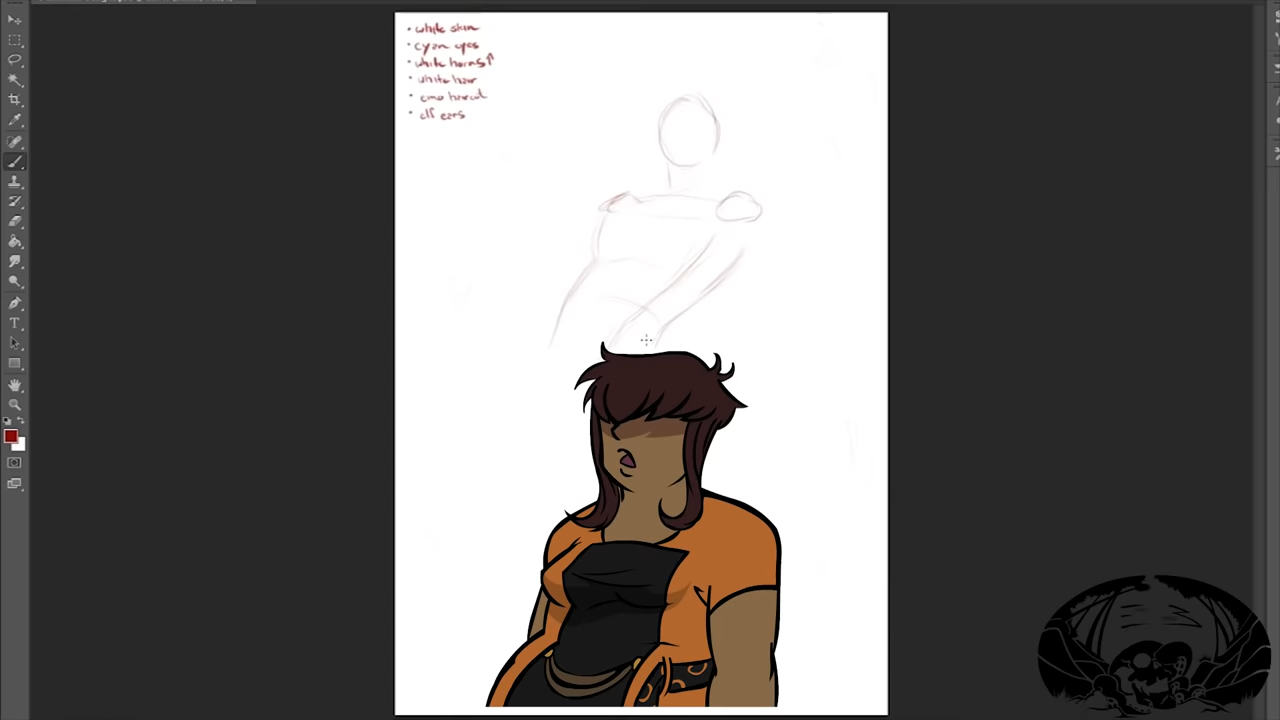 • white skin
• cyan eyes
• white horns↑
• white hair
• emo haircut
• elf ears